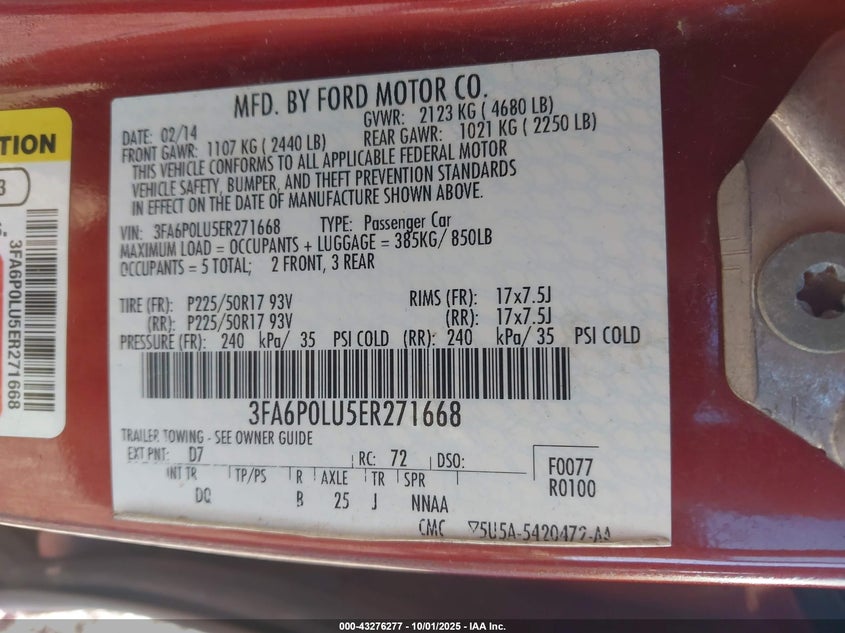 TION
3
3FA6P0LU5ER271668
MFD. BY FORD MOTOR CO.
DATE: 02/14 GVWR: 2123 KG ( 4680 LB)
FRONT GAWR: 1107 KG ( 2440 LB) REAR GAWR: 1021 KG ( 2250 LB)
THIS VEHICLE CONFORMS TO ALL APPLICABLE FEDERAL MOTOR
VEHICLE SAFETY, BUMPER, AND THEFT PREVENTION STANDARDS
IN EFFECT ON THE DATE OF MANUFACTURE SHOWN ABOVE.
VIN: 3FA6P0LU5ER271668 TYPE: Passenger Car
MAXIMUM LOAD = OCCUPANTS + LUGGAGE = 385KG/ 850LB
OCCUPANTS = 5 TOTAL; 2 FRONT, 3 REAR
TIRE (FR): P225/50R17 93V RIMS (FR): 17x7.5J
(RR): P225/50R17 93V (RR): 17x7.5J
PRESSURE (FR): 240 kPa/ 35 PSI COLD (RR): 240 kPa/ 35 PSI COLD
3FA6P0LU5ER271668
TRAILER TOWING - SEE OWNER GUIDE
EXT PNT: D7 RC: 72 DSO: F0077
INT TR TP/PS R AXLE TR SPR R0100
DQ B 25 J NNAA
CMC 5U5A-5420472-AA
000-43276277 - 10/01/2025 - IAA Inc.